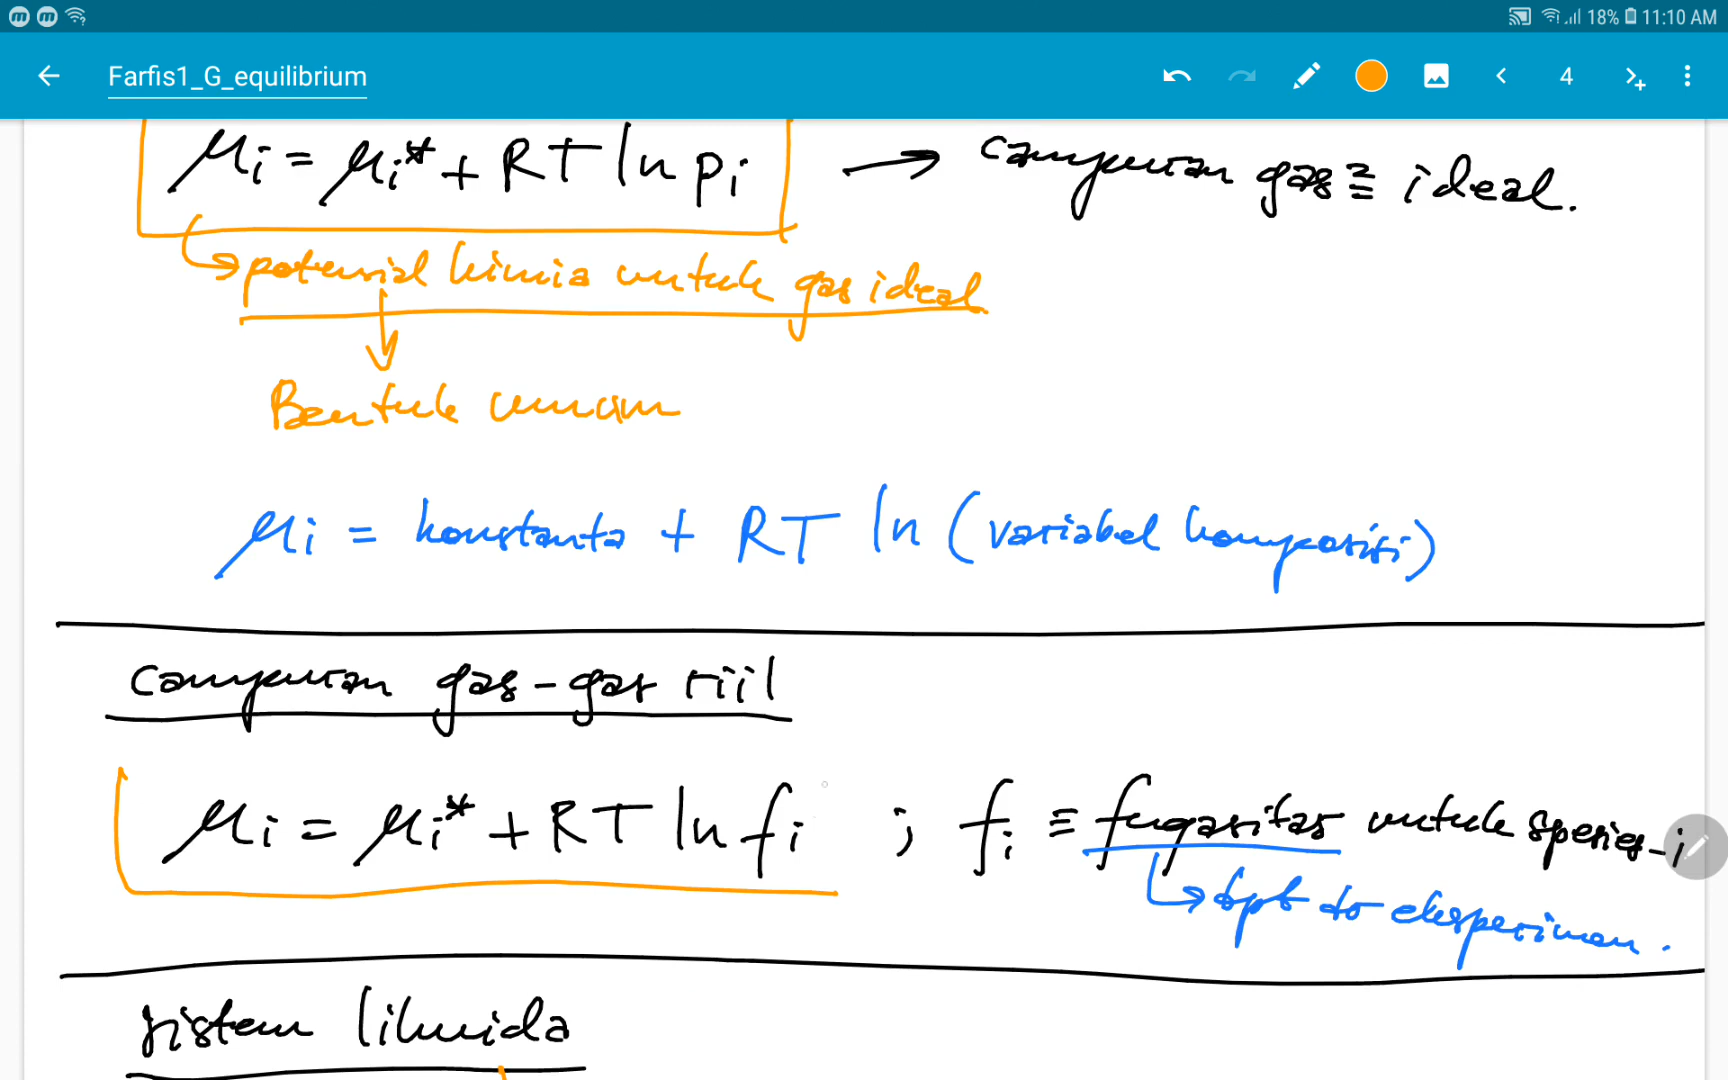 18% 11:10 AM
Farfis1_G_equilibrium 4
μi = μi* + RT ln pi → campuran gas ≅ ideal.
↳ potensial kimia untuk gas ideal
Bentuk umum
μi = konstanta + RT ln (variabel komposisi)
campuran gas-gas riil
μi = μi* + RT ln fi ; fi ≡ fugasitas untuk spesies-i
↳ dpt dr eksperimen.
sistem likuida